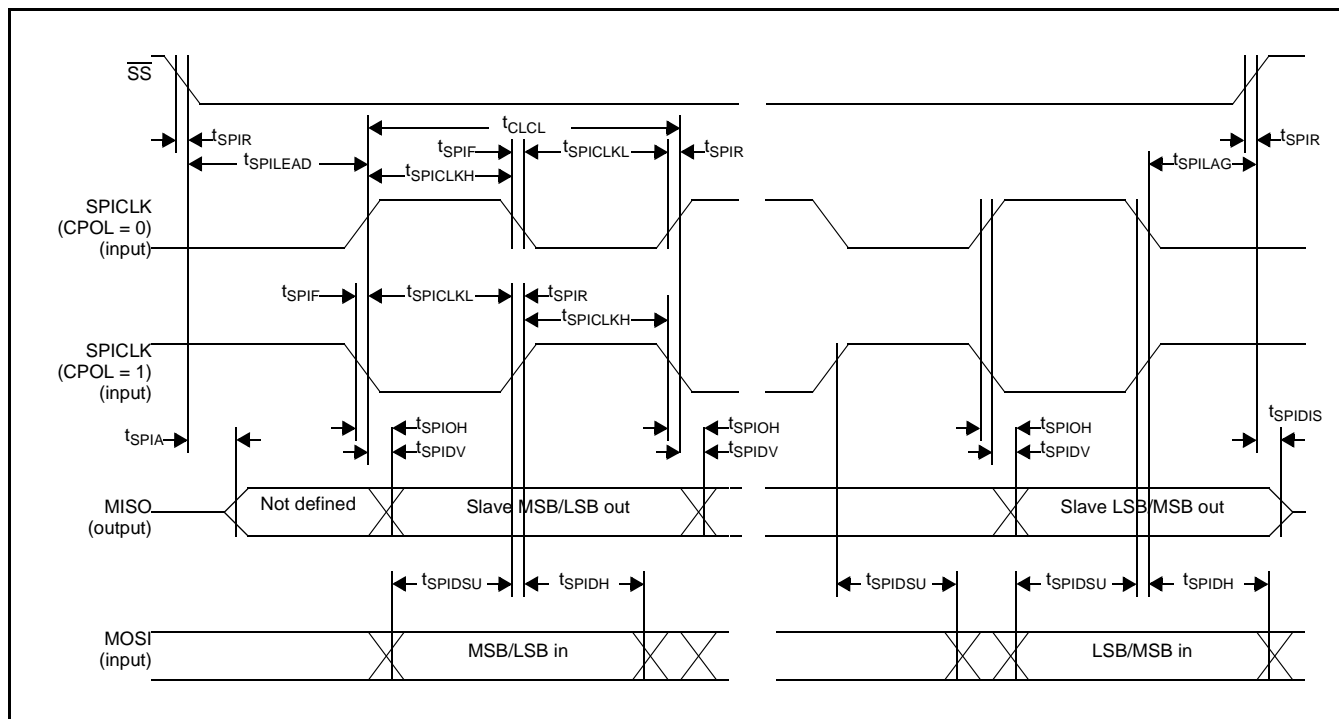 SS
tCLCL
tSPIR
tSPIF
tSPICLKL
tSPIR
tSPIR
tSPILEAD
tSPICLKH
tSPILAG
SPICLK
(CPOL = 0)
(input)
tSPIF
tSPICLKL
tSPIR
tSPICLKH
SPICLK
(CPOL = 1)
(input)
tSPIA
tSPIOH
tSPIOH
tSPIOH
tSPIDIS
tSPIDV
tSPIDV
tSPIDV
MISO
(output)
Not defined
Slave MSB/LSB out
Slave LSB/MSB out
tSPIDSU
tSPIDH
tSPIDSU
tSPIDSU
tSPIDH
MOSI
(input)
MSB/LSB in
LSB/MSB in